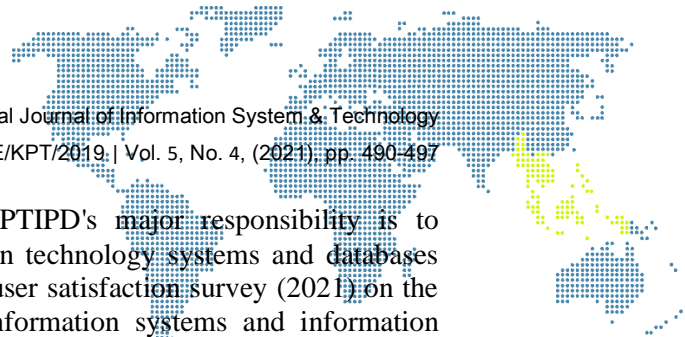 al Journal of Information System & Technology
E/KPT/2019 | Vol. 5, No. 4, (2021), pp. 490-497
PTIPD's major responsibility is to
n technology systems and databases
user satisfaction survey (2021) on the
nformation systems and information